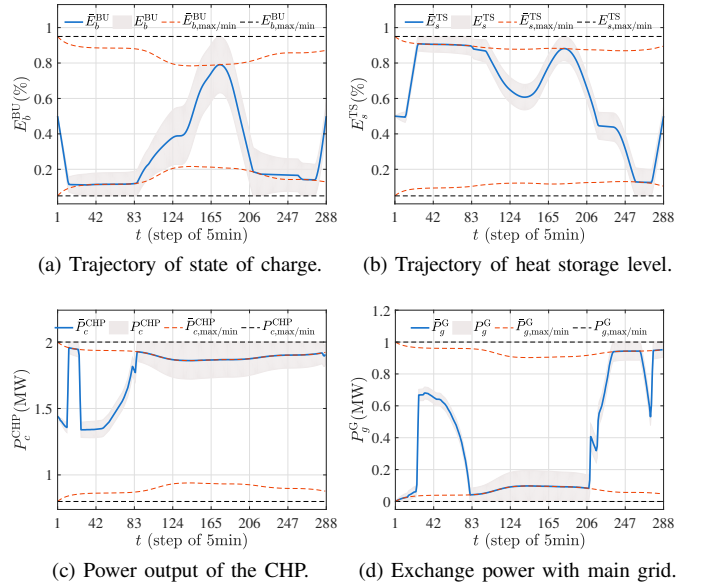 Ē_b^BU E_b^BU Ē_b,max/min^BU E_b,max/min^BU
1
0.8
0.6
0.4
0.2
E_b^BU(%)
1 42 83 124 165 206 247 288
t (step of 5min)
(a) Trajectory of state of charge.
Ē_s^TS E_s^TS Ē_s,max/min^TS E_s,max/min^TS
1
0.8
0.6
0.4
0.2
E_s^TS(%)
1 42 83 124 165 206 247 288
t (step of 5min)
(b) Trajectory of heat storage level.
P̄_c^CHP P_c^CHP P̄_c,max/min^CHP P_c,max/min^CHP
2
1.5
1
P_c^CHP(MW)
1 42 83 124 165 206 247 288
t (step of 5min)
(c) Power output of the CHP.
P̄_g^G P_g^G P̄_g,max/min^G P_g,max/min^G
1.2
1
0.8
0.6
0.4
0.2
0
P_g^G(MW)
1 42 83 124 165 206 247 288
t (step of 5min)
(d) Exchange power with main grid.